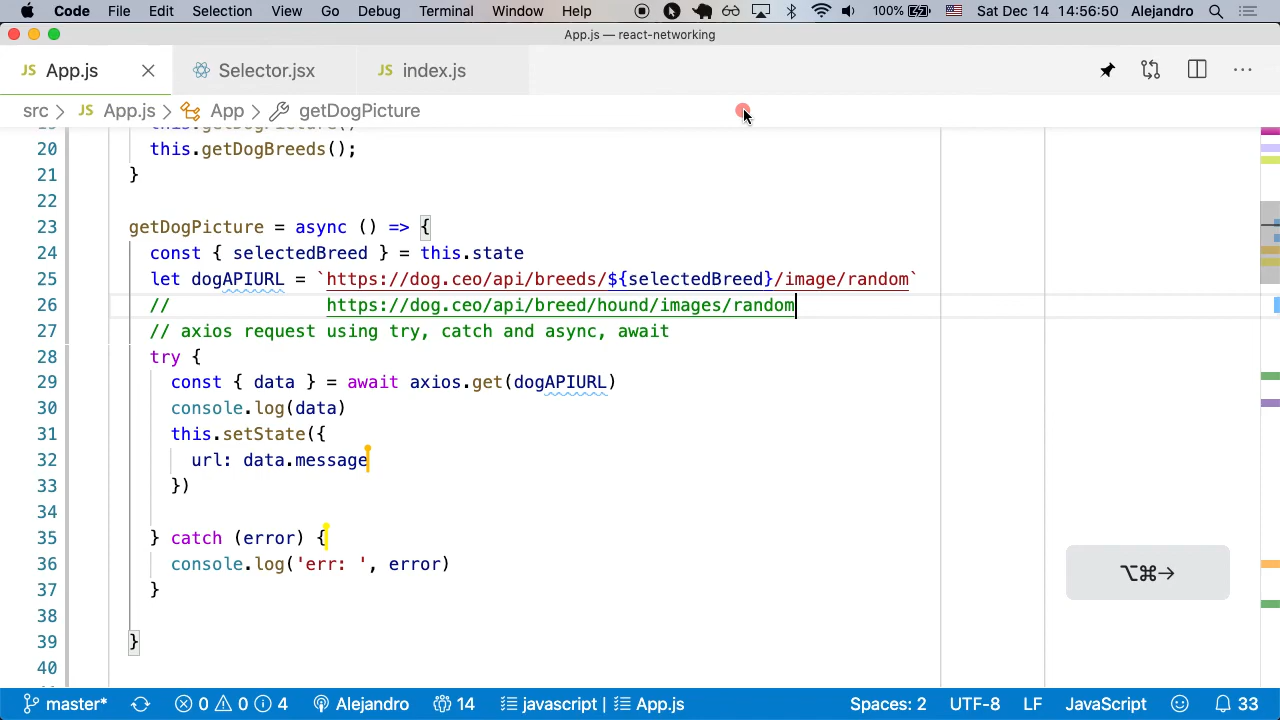 Code File Edit Selection View Go Debug Terminal Window Help 100% Sat Dec 14 14:56:50 Alejandro
App.js — react-networking
JS App.js Selector.jsx JS index.js
src JS App.js App getDogPicture
20 this.getDogBreeds();
21 }
22
23 getDogPicture = async () => {
24 const { selectedBreed } = this.state
25 let dogAPIURL = `https://dog.ceo/api/breeds/${selectedBreed}/image/random`
26 // https://dog.ceo/api/breed/hound/images/random
27 // axios request using try, catch and async, await
28 try {
29 const { data } = await axios.get(dogAPIURL)
30 console.log(data)
31 this.setState({
32 url: data.message
33 })
34
35 } catch (error) {
36 console.log('err: ', error)
37 }
38
39 }
40
⌥⌘→
master* 0 0 4 Alejandro 14 javascript | App.js Spaces: 2 UTF-8 LF JavaScript 33